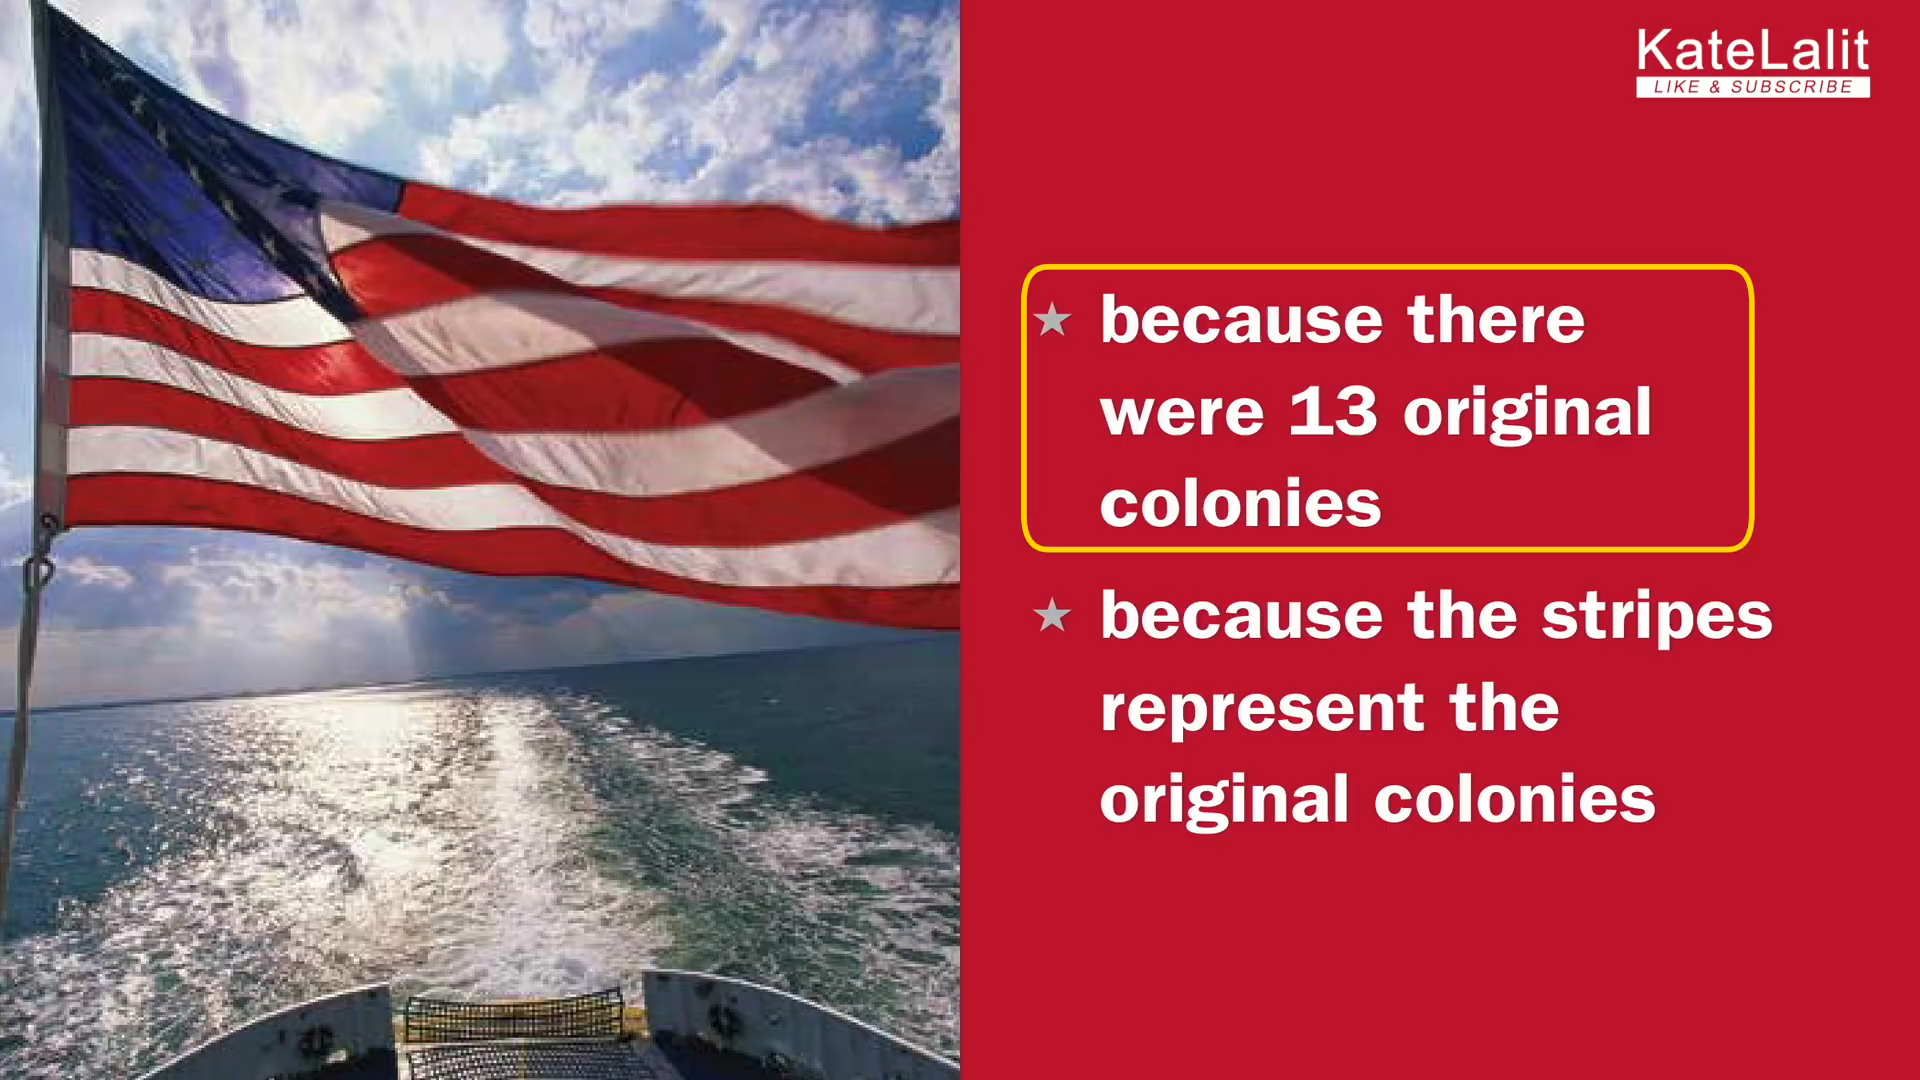 KateLalit
LIKE & SUBSCRIBE
★ because there
were 13 original
colonies
★ because the stripes
represent the
original colonies